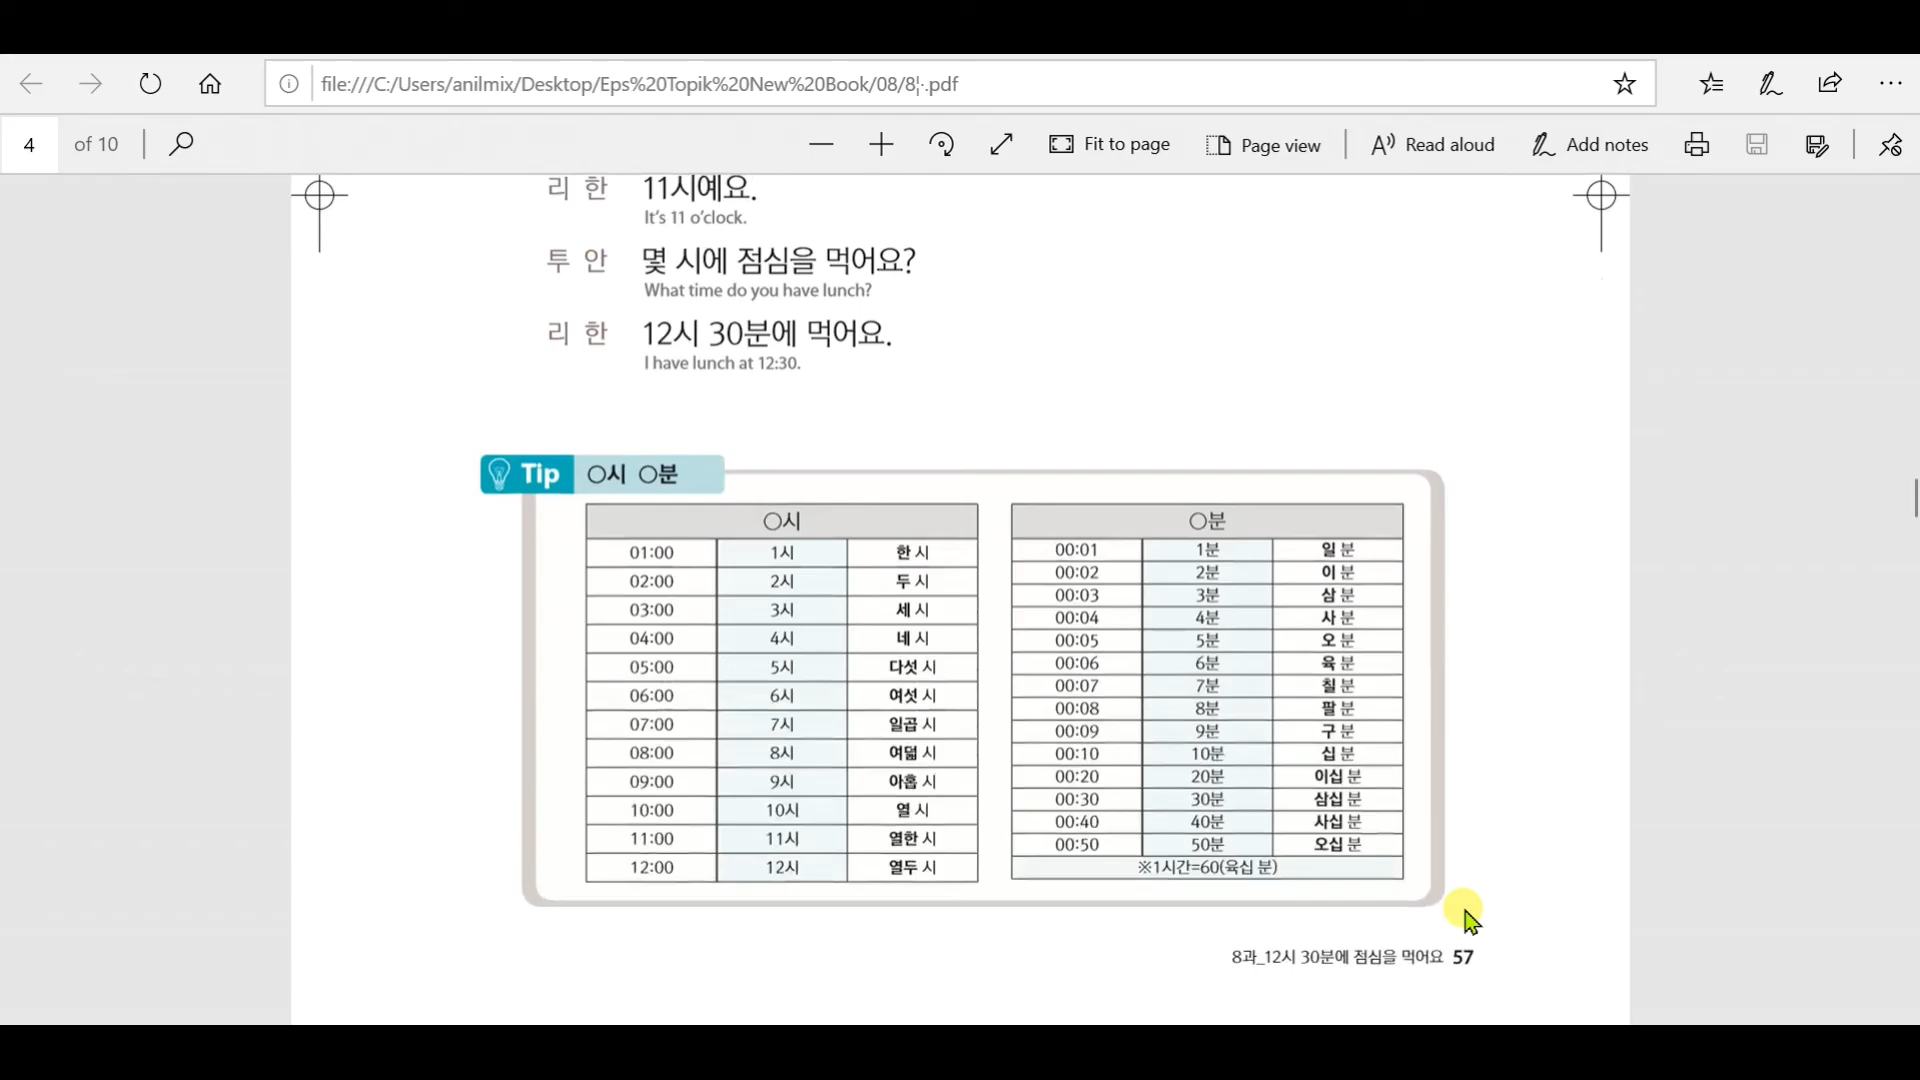 file:///C:/Users/anilmix/Desktop/Eps%20Topik%20New%20Book/08/8¦·.pdf
4 of 10 Fit to page Page view Read aloud Add notes
리 한 11시예요.
It's 11 o'clock.
투 안 몇 시에 점심을 먹어요?
What time do you have lunch?
리 한 12시 30분에 먹어요.
I have lunch at 12:30.
Tip ○시 ○분
○시
01:00 1시 한 시
02:00 2시 두 시
03:00 3시 세 시
04:00 4시 네 시
05:00 5시 다섯 시
06:00 6시 여섯 시
07:00 7시 일곱 시
08:00 8시 여덟 시
09:00 9시 아홉 시
10:00 10시 열 시
11:00 11시 열한 시
12:00 12시 열두 시
○분
00:01 1분 일 분
00:02 2분 이 분
00:03 3분 삼 분
00:04 4분 사 분
00:05 5분 오 분
00:06 6분 육 분
00:07 7분 칠 분
00:08 8분 팔 분
00:09 9분 구 분
00:10 10분 십 분
00:20 20분 이십 분
00:30 30분 삼십 분
00:40 40분 사십 분
00:50 50분 오십 분
※1시간=60(육십 분)
8과_12시 30분에 점심을 먹어요 57